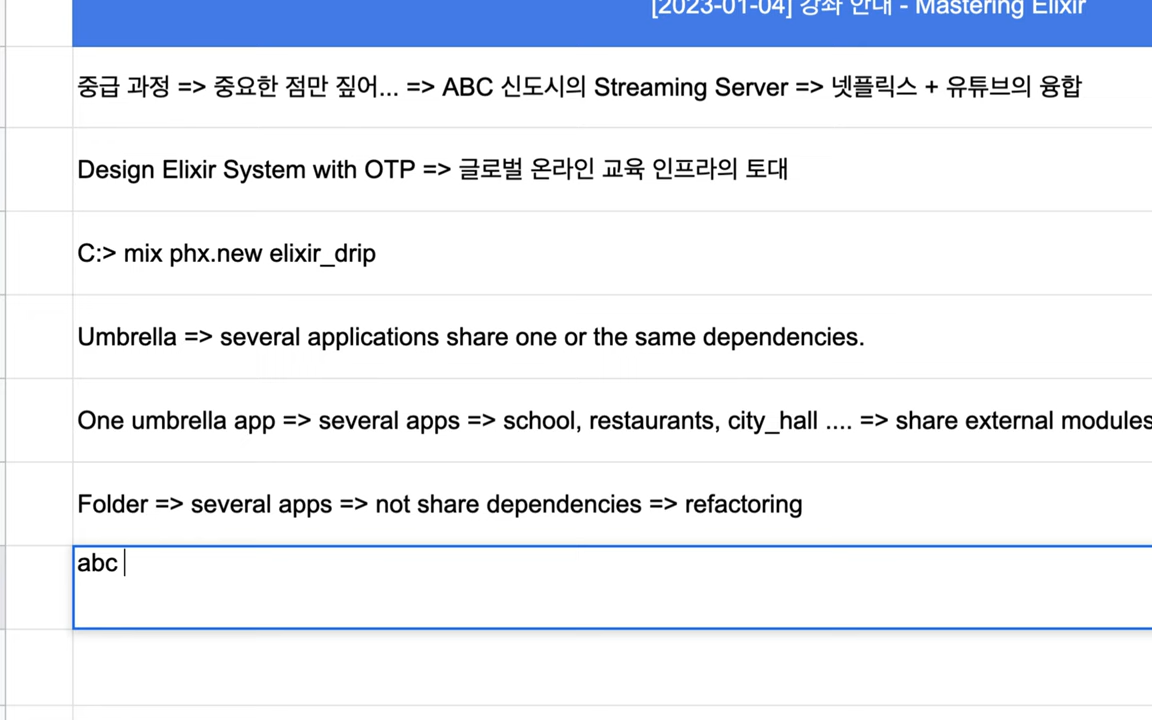 [2023-01-04] 강좌 안내 - Mastering Elixir
중급 과정 => 중요한 점만 짚어... => ABC 신도시의 Streaming Server => 넷플릭스 + 유튜브의 융합
Design Elixir System with OTP => 글로벌 온라인 교육 인프라의 토대
C:> mix phx.new elixir_drip
Umbrella => several applications share one or the same dependencies.
One umbrella app => several apps => school, restaurants, city_hall .... => share external modules
Folder => several apps => not share dependencies => refactoring
abc